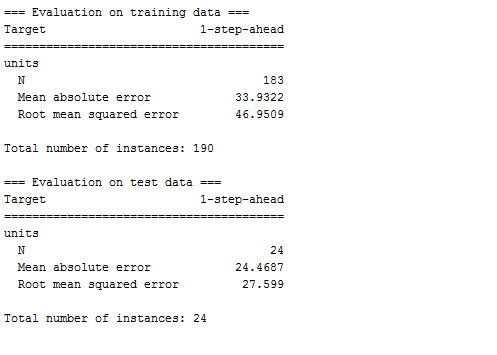 === Evaluation on training data ===
Target                      1-step-ahead
========================================
units
  N                                  183
  Mean absolute error            33.9322
  Root mean squared error        46.9509

Total number of instances: 190

=== Evaluation on test data ===
Target                      1-step-ahead
========================================
units
  N                                   24
  Mean absolute error            24.4687
  Root mean squared error         27.599

Total number of instances: 24